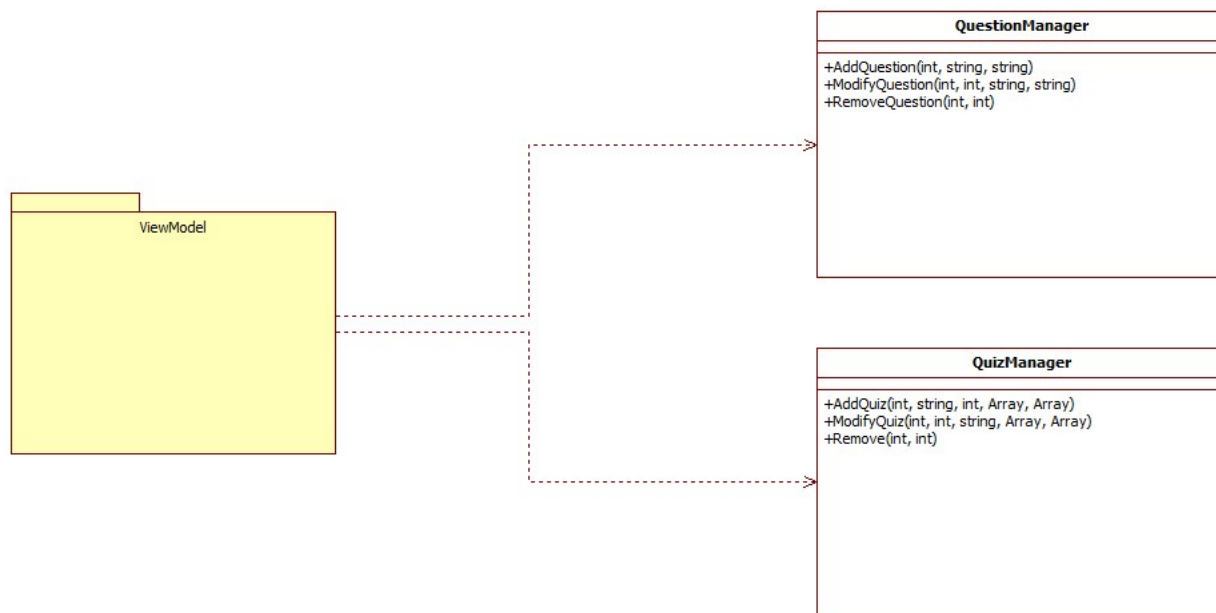 QuestionManager
+AddQuestion(int, string, string)
+ModifyQuestion(int, int, string, string)
+RemoveQuestion(int, int)
ViewModel
QuizManager
+AddQuiz(int, string, int, Array, Array)
+ModifyQuiz(int, int, string, Array, Array)
+Remove(int, int)